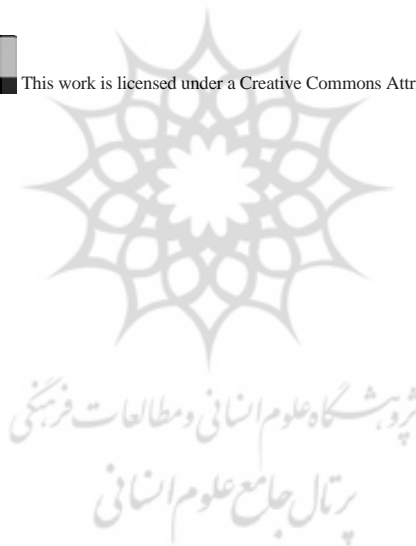 This work is licensed under a Creative Commons Attr
پژوهشگاه علوم انسانی و مطالعات فرهنگی
پرتال جامع علوم انسانی